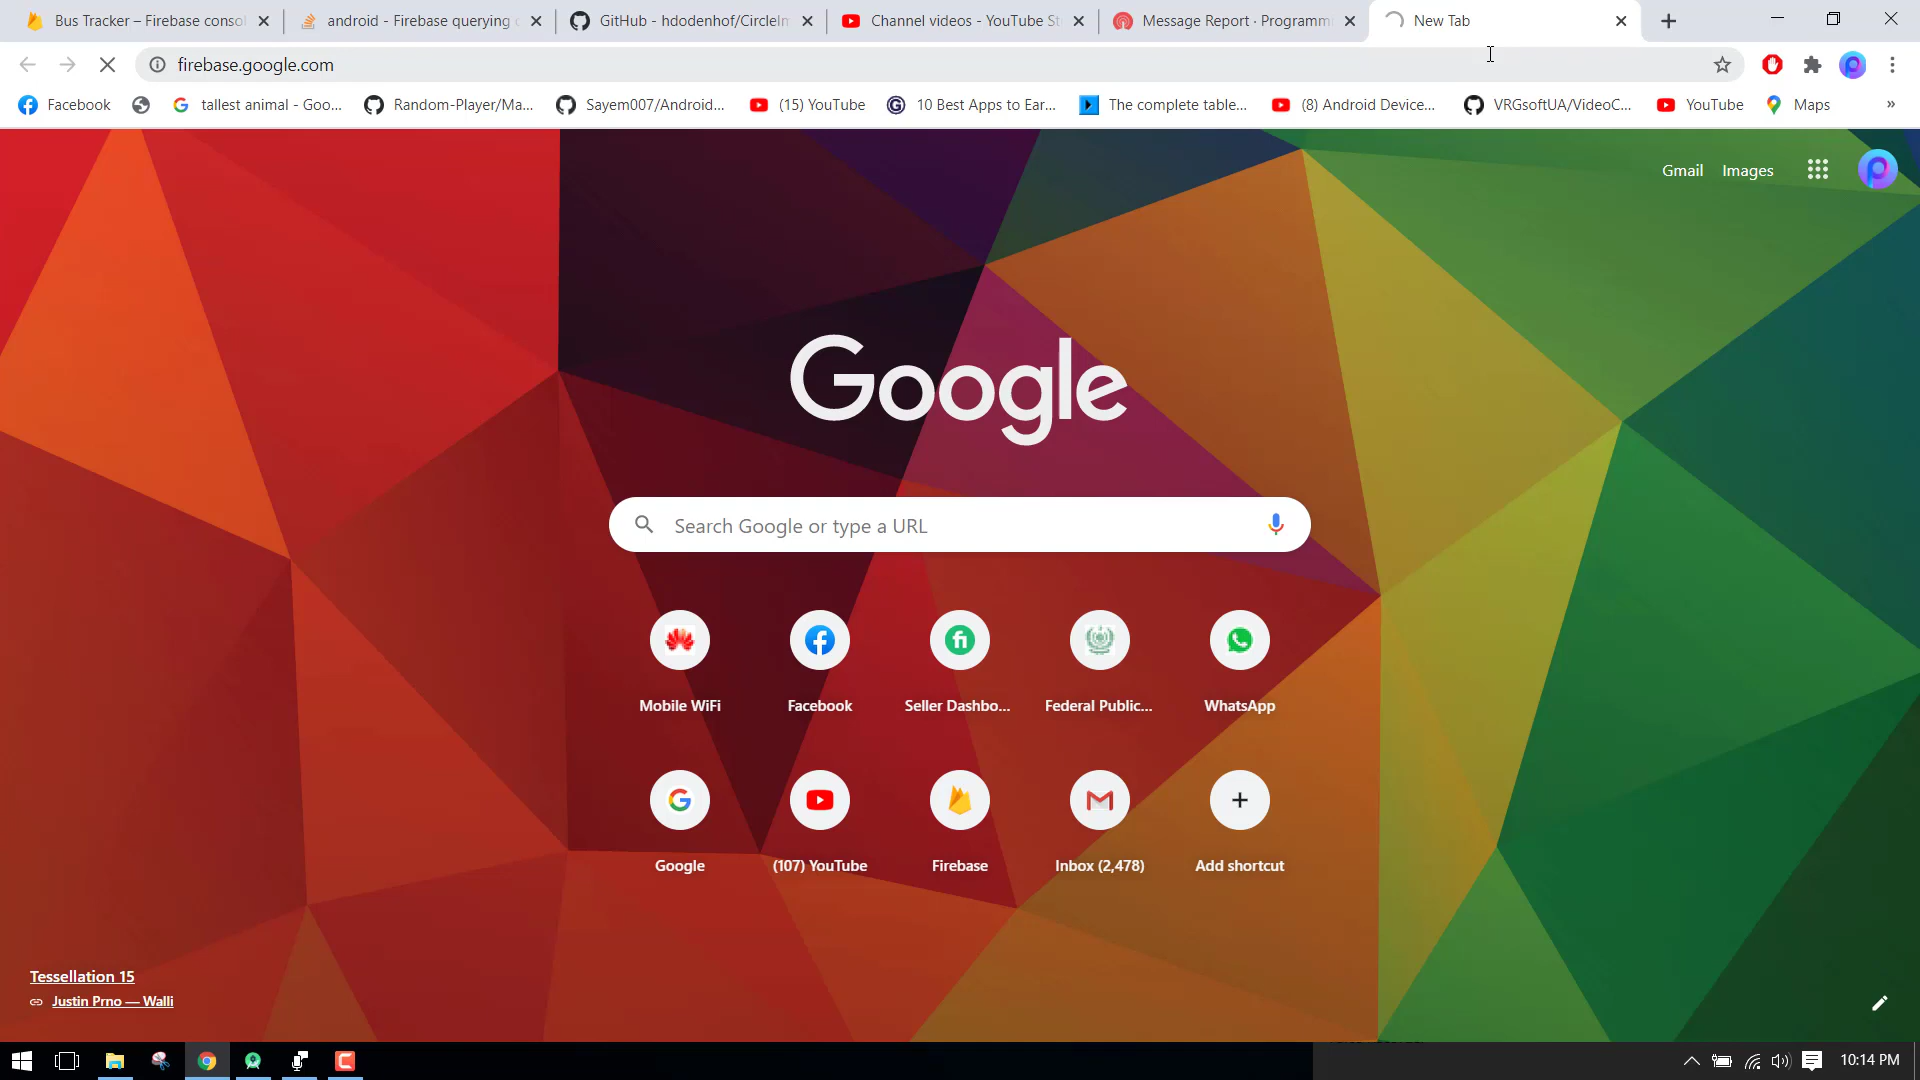 Bus Tracker – Firebase consol
android - Firebase querying
GitHub - hdodenhof/CircleIm
Channel videos - YouTube St
Message Report · Programmi
New Tab
firebase.google.com
Facebook
tallest animal - Goo...
Random-Player/Ma...
Sayem007/Android...
(15) YouTube
10 Best Apps to Ear...
The complete table...
(8) Android Device...
VRGsoftUA/VideoC...
YouTube
Maps
»
Gmail
Images
Google
Search Google or type a URL
Mobile WiFi
Facebook
Seller Dashbo...
Federal Public...
WhatsApp
Google
(107) YouTube
Firebase
Inbox (2,478)
Add shortcut
Tessellation 15
Justin Prno — Walli
10:14 PM